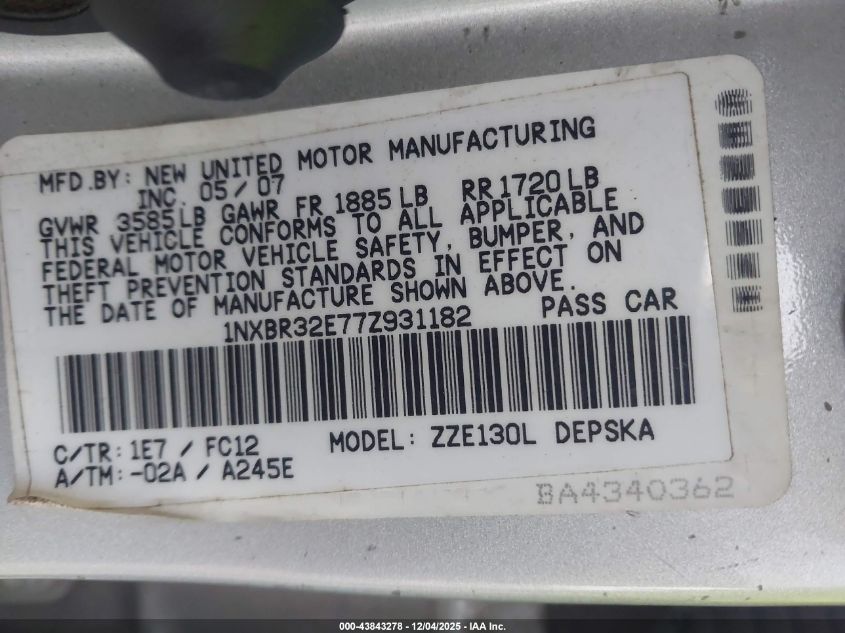 MFD.BY: NEW UNITED MOTOR MANUFACTURING
INC. 05/07
GVWR 3585LB GAWR FR 1885LB RR1720LB
THIS VEHICLE CONFORMS TO ALL APPLICABLE
FEDERAL MOTOR VEHICLE SAFETY, BUMPER, AND
THEFT PREVENTION STANDARDS IN EFFECT ON
THE DATE OF MANUFACTURE SHOWN ABOVE.
1NXBR32E77Z931182 PASS CAR
C/TR: 1E7 / FC12 MODEL: ZZE130L DEPSKA
A/TM: -02A / A245E
BA4340362
000-43843278 - 12/04/2025 - IAA Inc.